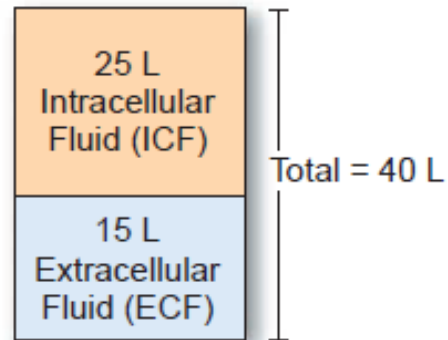 25 L
Intracellular
Fluid (ICF)
Total = 40 L
15 L
Extracellular
Fluid (ECF)